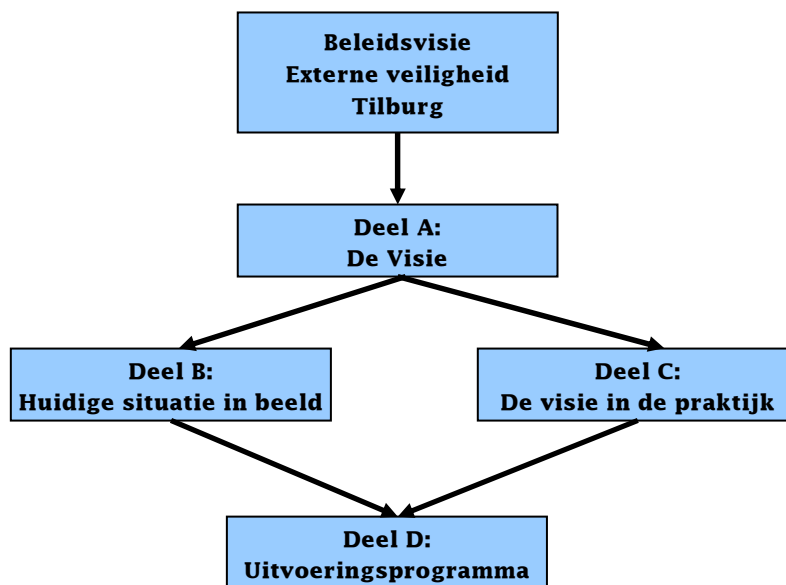 Beleidsvisie
Externe veiligheid
Tilburg
Deel A:
De Visie
Deel B:
Huidige situatie in beeld
Deel C:
De visie in de praktijk
Deel D:
Uitvoeringsprogramma